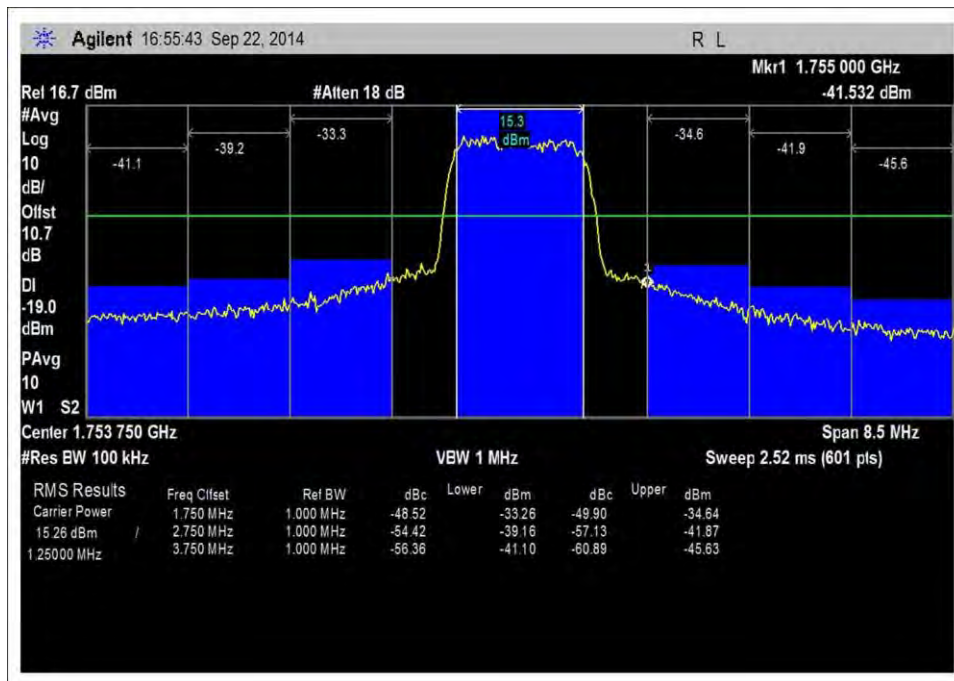 Agilent 16:55:43 Sep 22, 2014 R L
Mkr1 1.755 000 GHz
Ref 16.7 dBm #Atten 18 dB -41.532 dBm
#Avg
Log
10
dB/
Offst
10.7
dB
DI
-19.0
dBm
PAvg
10
W1 S2
-41.1 -39.2 -33.3 15.3 dBm -34.6 -41.9 -45.6
1
Center 1.753 750 GHz Span 8.5 MHz
#Res BW 100 kHz VBW 1 MHz Sweep 2.52 ms (601 pts)
RMS Results Freq Offset Ref BW dBc Lower dBm dBc Upper dBm
Carrier Power 1.750 MHz 1.000 MHz -48.52 -33.26 -49.90 -34.64
15.26 dBm / 2.750 MHz 1.000 MHz -54.42 -39.16 -57.13 -41.87
1.25000 MHz 3.750 MHz 1.000 MHz -56.36 -41.10 -60.89 -45.63